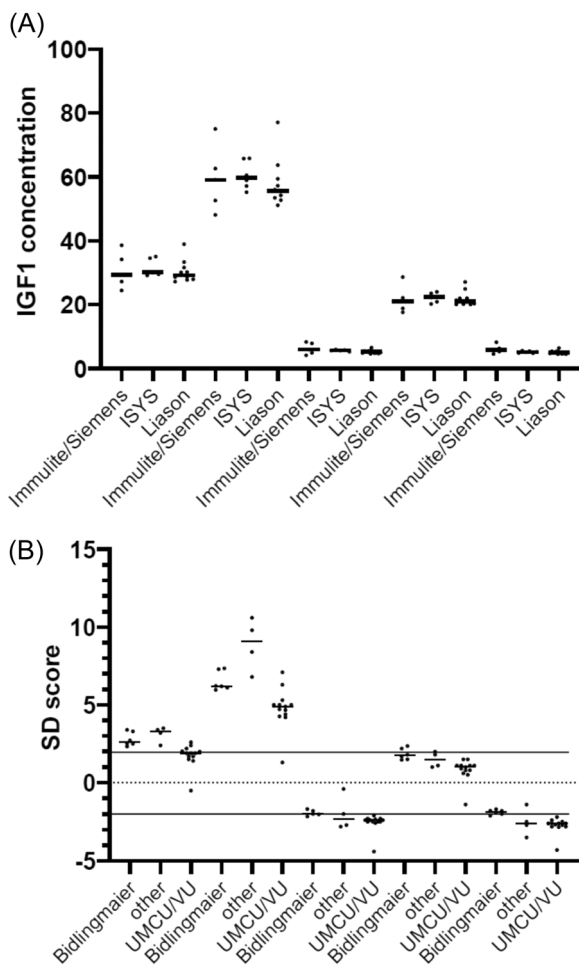 (A)
100
80
60
40
20
0
IGF1 concentration
Immulite/Siemens
ISYS
Liason
Immulite/Siemens
ISYS
Liason
Immulite/Siemens
ISYS
Liason
Immulite/Siemens
ISYS
Liason
Immulite/Siemens
ISYS
Liason
(B)
15
10
5
0
-5
SD score
Bidlingmaier
other
UMCU/VU
Bidlingmaier
other
UMCU/VU
Bidlingmaier
other
UMCU/VU
Bidlingmaier
other
UMCU/VU
Bidlingmaier
other
UMCU/VU